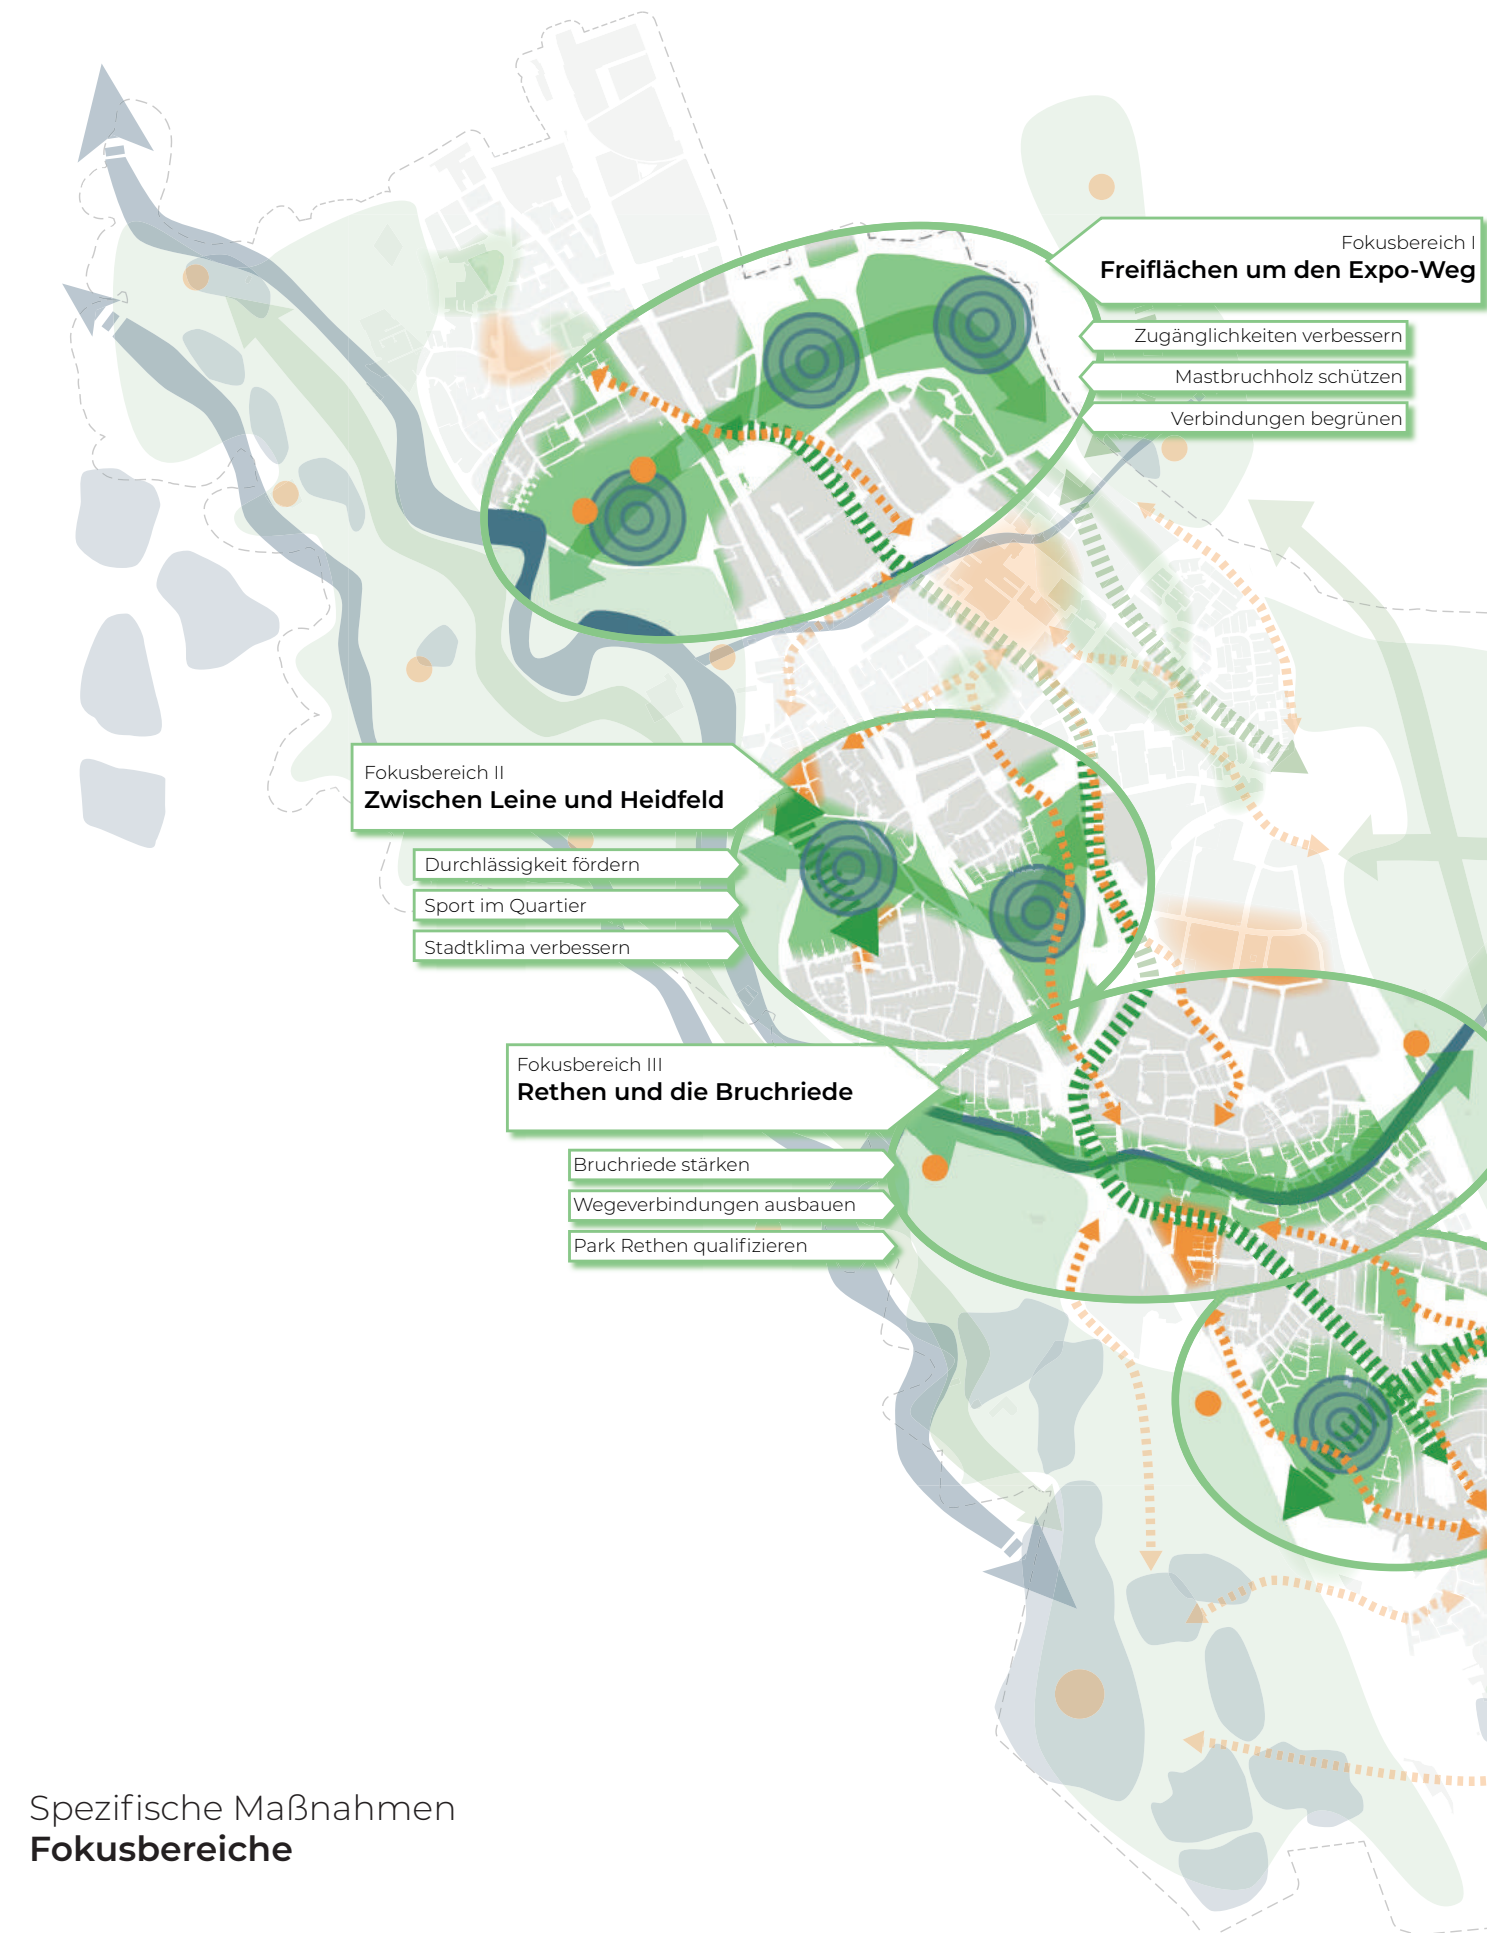 Fokusbereich I
Freiflächen um den Expo-Weg
Zugänglichkeiten verbessern
Mastbruchholz schützen
Verbindungen begrünen
Fokusbereich II
Zwischen Leine und Heidfeld
Durchlässigkeit fördern
Sport im Quartier
Stadtklima verbessern
Fokusbereich III
Rethen und die Bruchriede
Bruchriede stärken
Wegeverbindungen ausbauen
Park Rethen qualifizieren
Spezifische Maßnahmen
Fokusbereiche